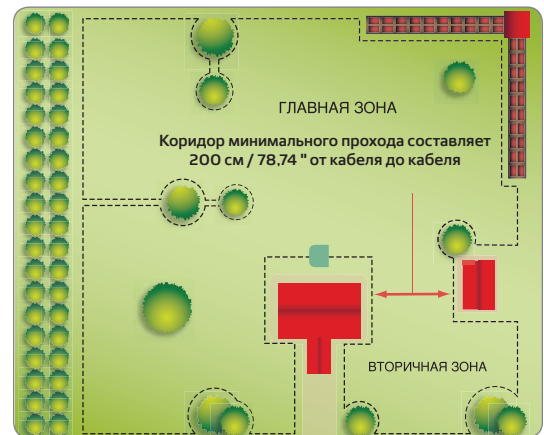 ГЛАВНАЯ ЗОНА
Коридор минимального прохода составляет
200 см / 78,74 " от кабеля до кабеля
ВТОРИЧНАЯ ЗОНА